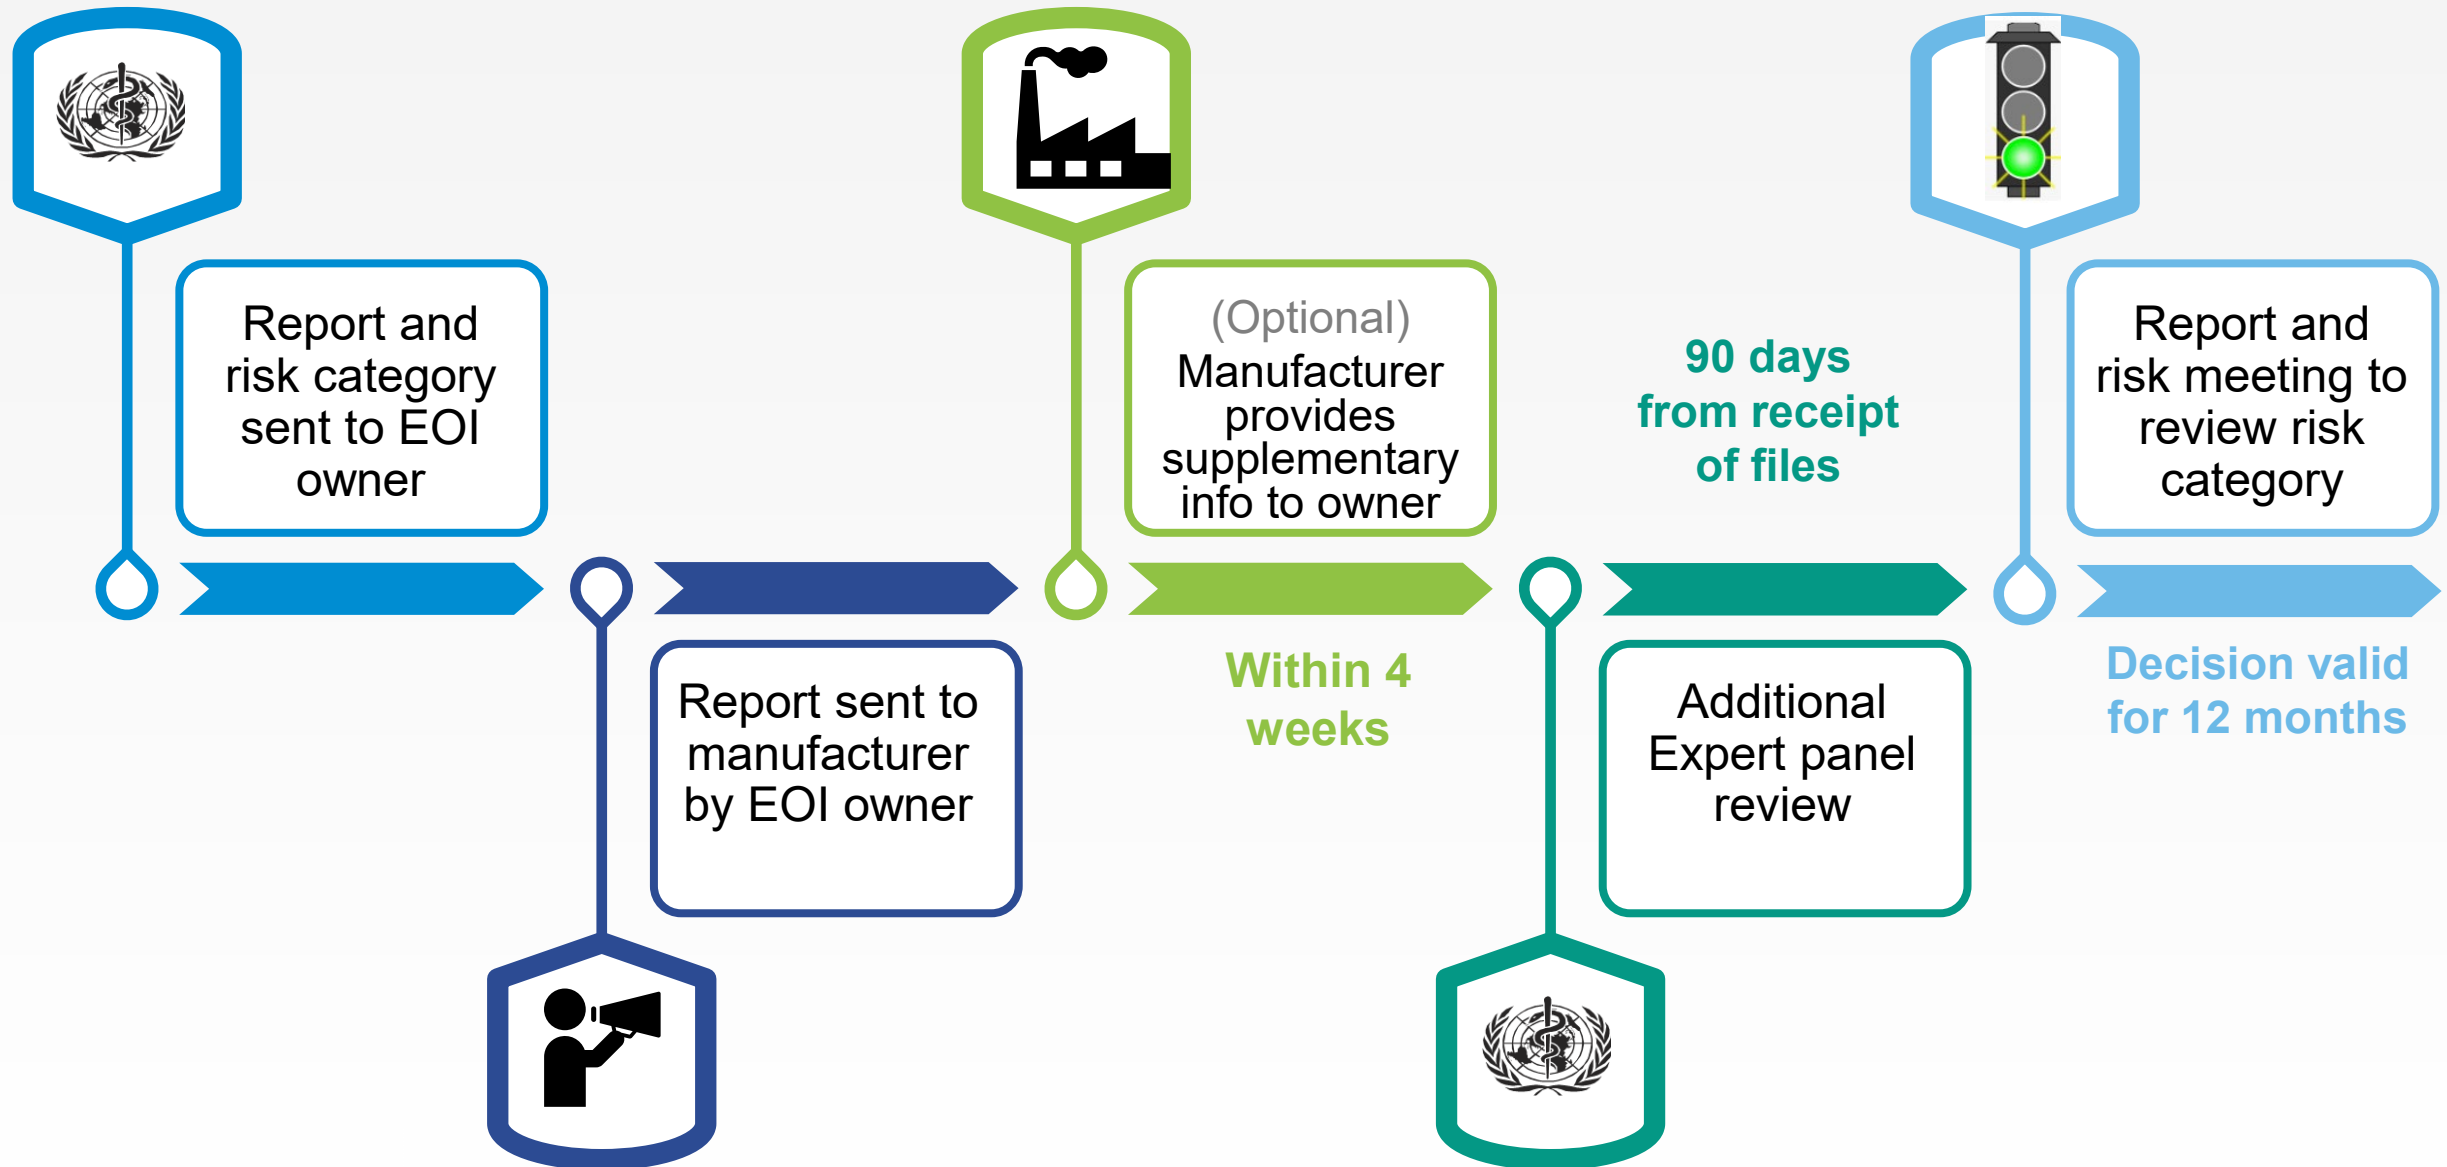 Report and
risk category
sent to EOI
owner
Report sent to
manufacturer
by EOI owner
(Optional)
Manufacturer
provides
supplementary
info to owner
Within 4
weeks
90 days
from receipt
of files
Additional
Expert panel
review
Report and
risk meeting to
review risk
category
Decision valid
for 12 months